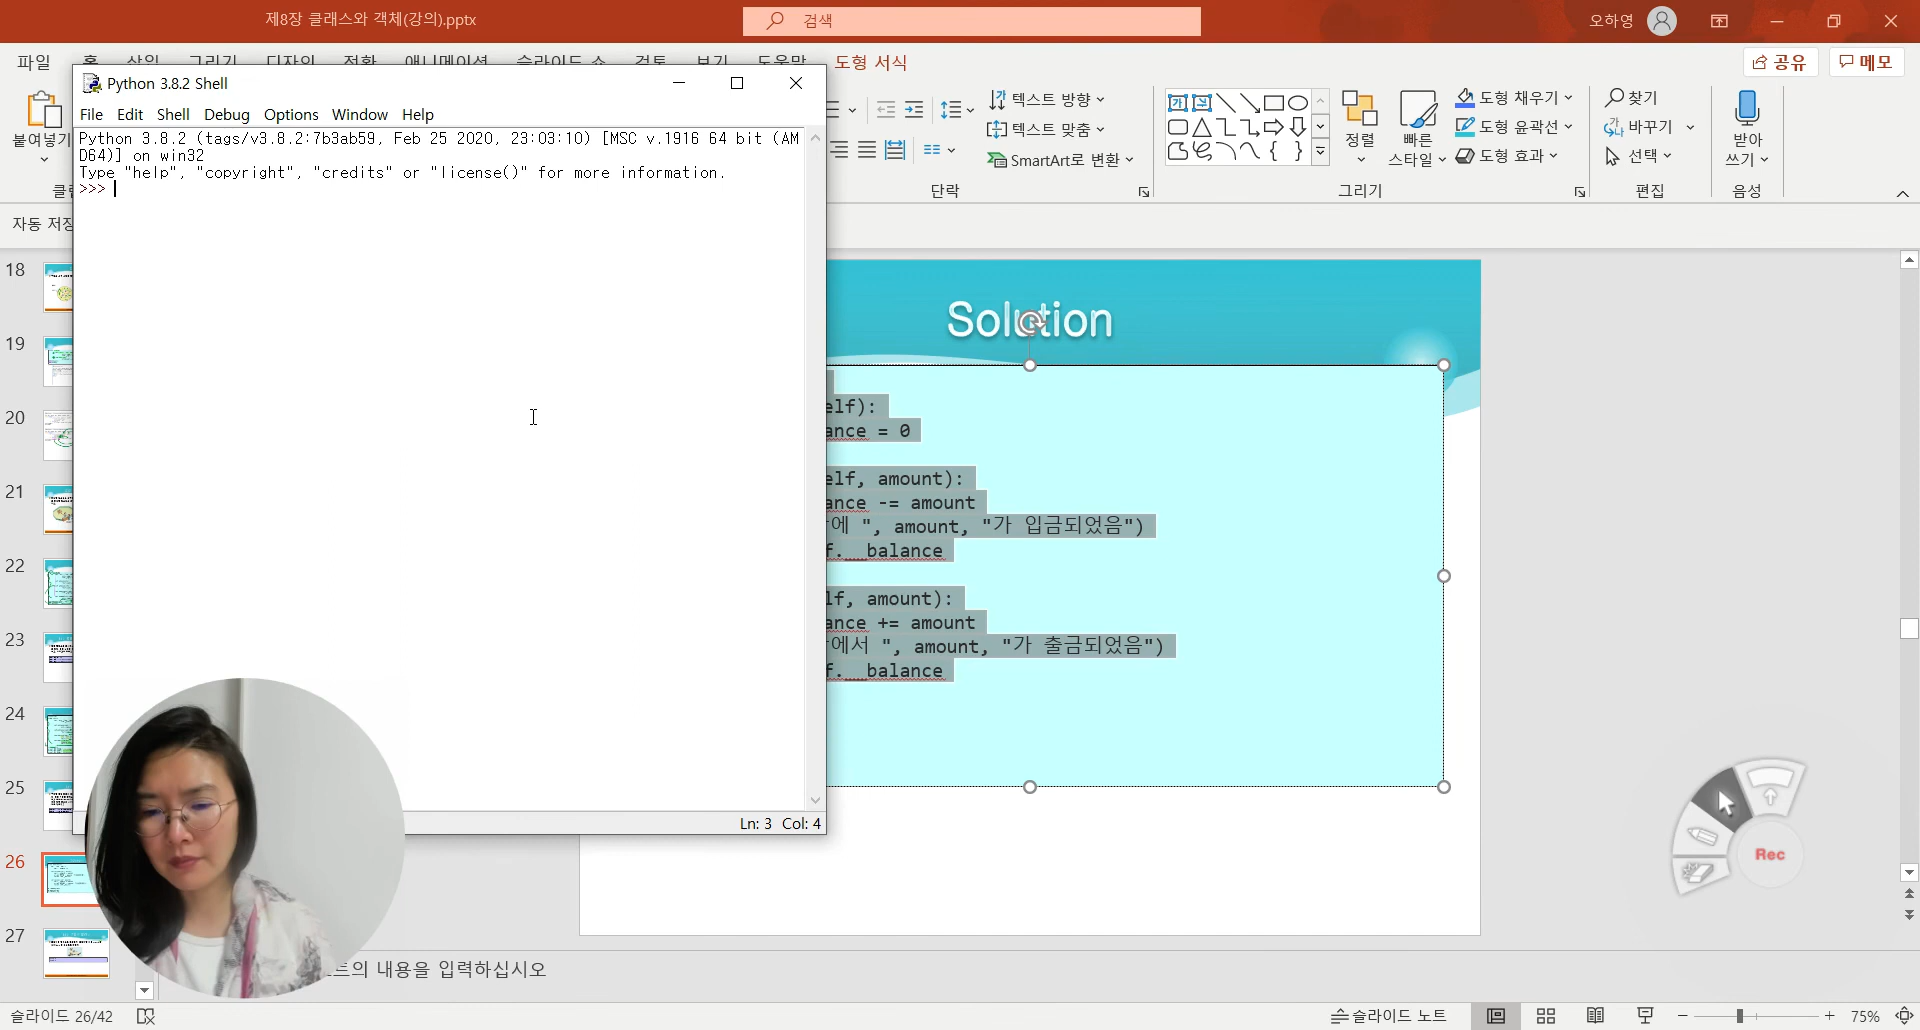 제8장 클래스와 객체(강의).pptx
검색
오하영
파일
도형 서식
공유
메모
Python 3.8.2 Shell
File Edit Shell Debug Options Window Help
Python 3.8.2 (tags/v3.8.2:7b3ab59, Feb 25 2020, 23:03:10) [MSC v.1916 64 bit (AM
D64)] on win32
Type "help", "copyright", "credits" or "license()" for more information.
>>>
Ln: 3 Col: 4
붙여넣기
텍스트 방향
텍스트 맞춤
SmartArt로 변환
단락
정렬
빠른
스타일
도형 채우기
도형 윤곽선
도형 효과
그리기
찾기
바꾸기
선택
편집
받아
쓰기
음성
자동 저장
18
19
20
21
22
23
24
25
26
27
Solution
elf):
ance = 0
elf, amount):
ance -= amount
에 ", amount, "가 입금되었음")
f.__balance
lf, amount):
ance += amount
에서 ", amount, "가 출금되었음")
f.__balance
Rec
트의 내용을 입력하십시오
슬라이드 26/42
슬라이드 노트
75%